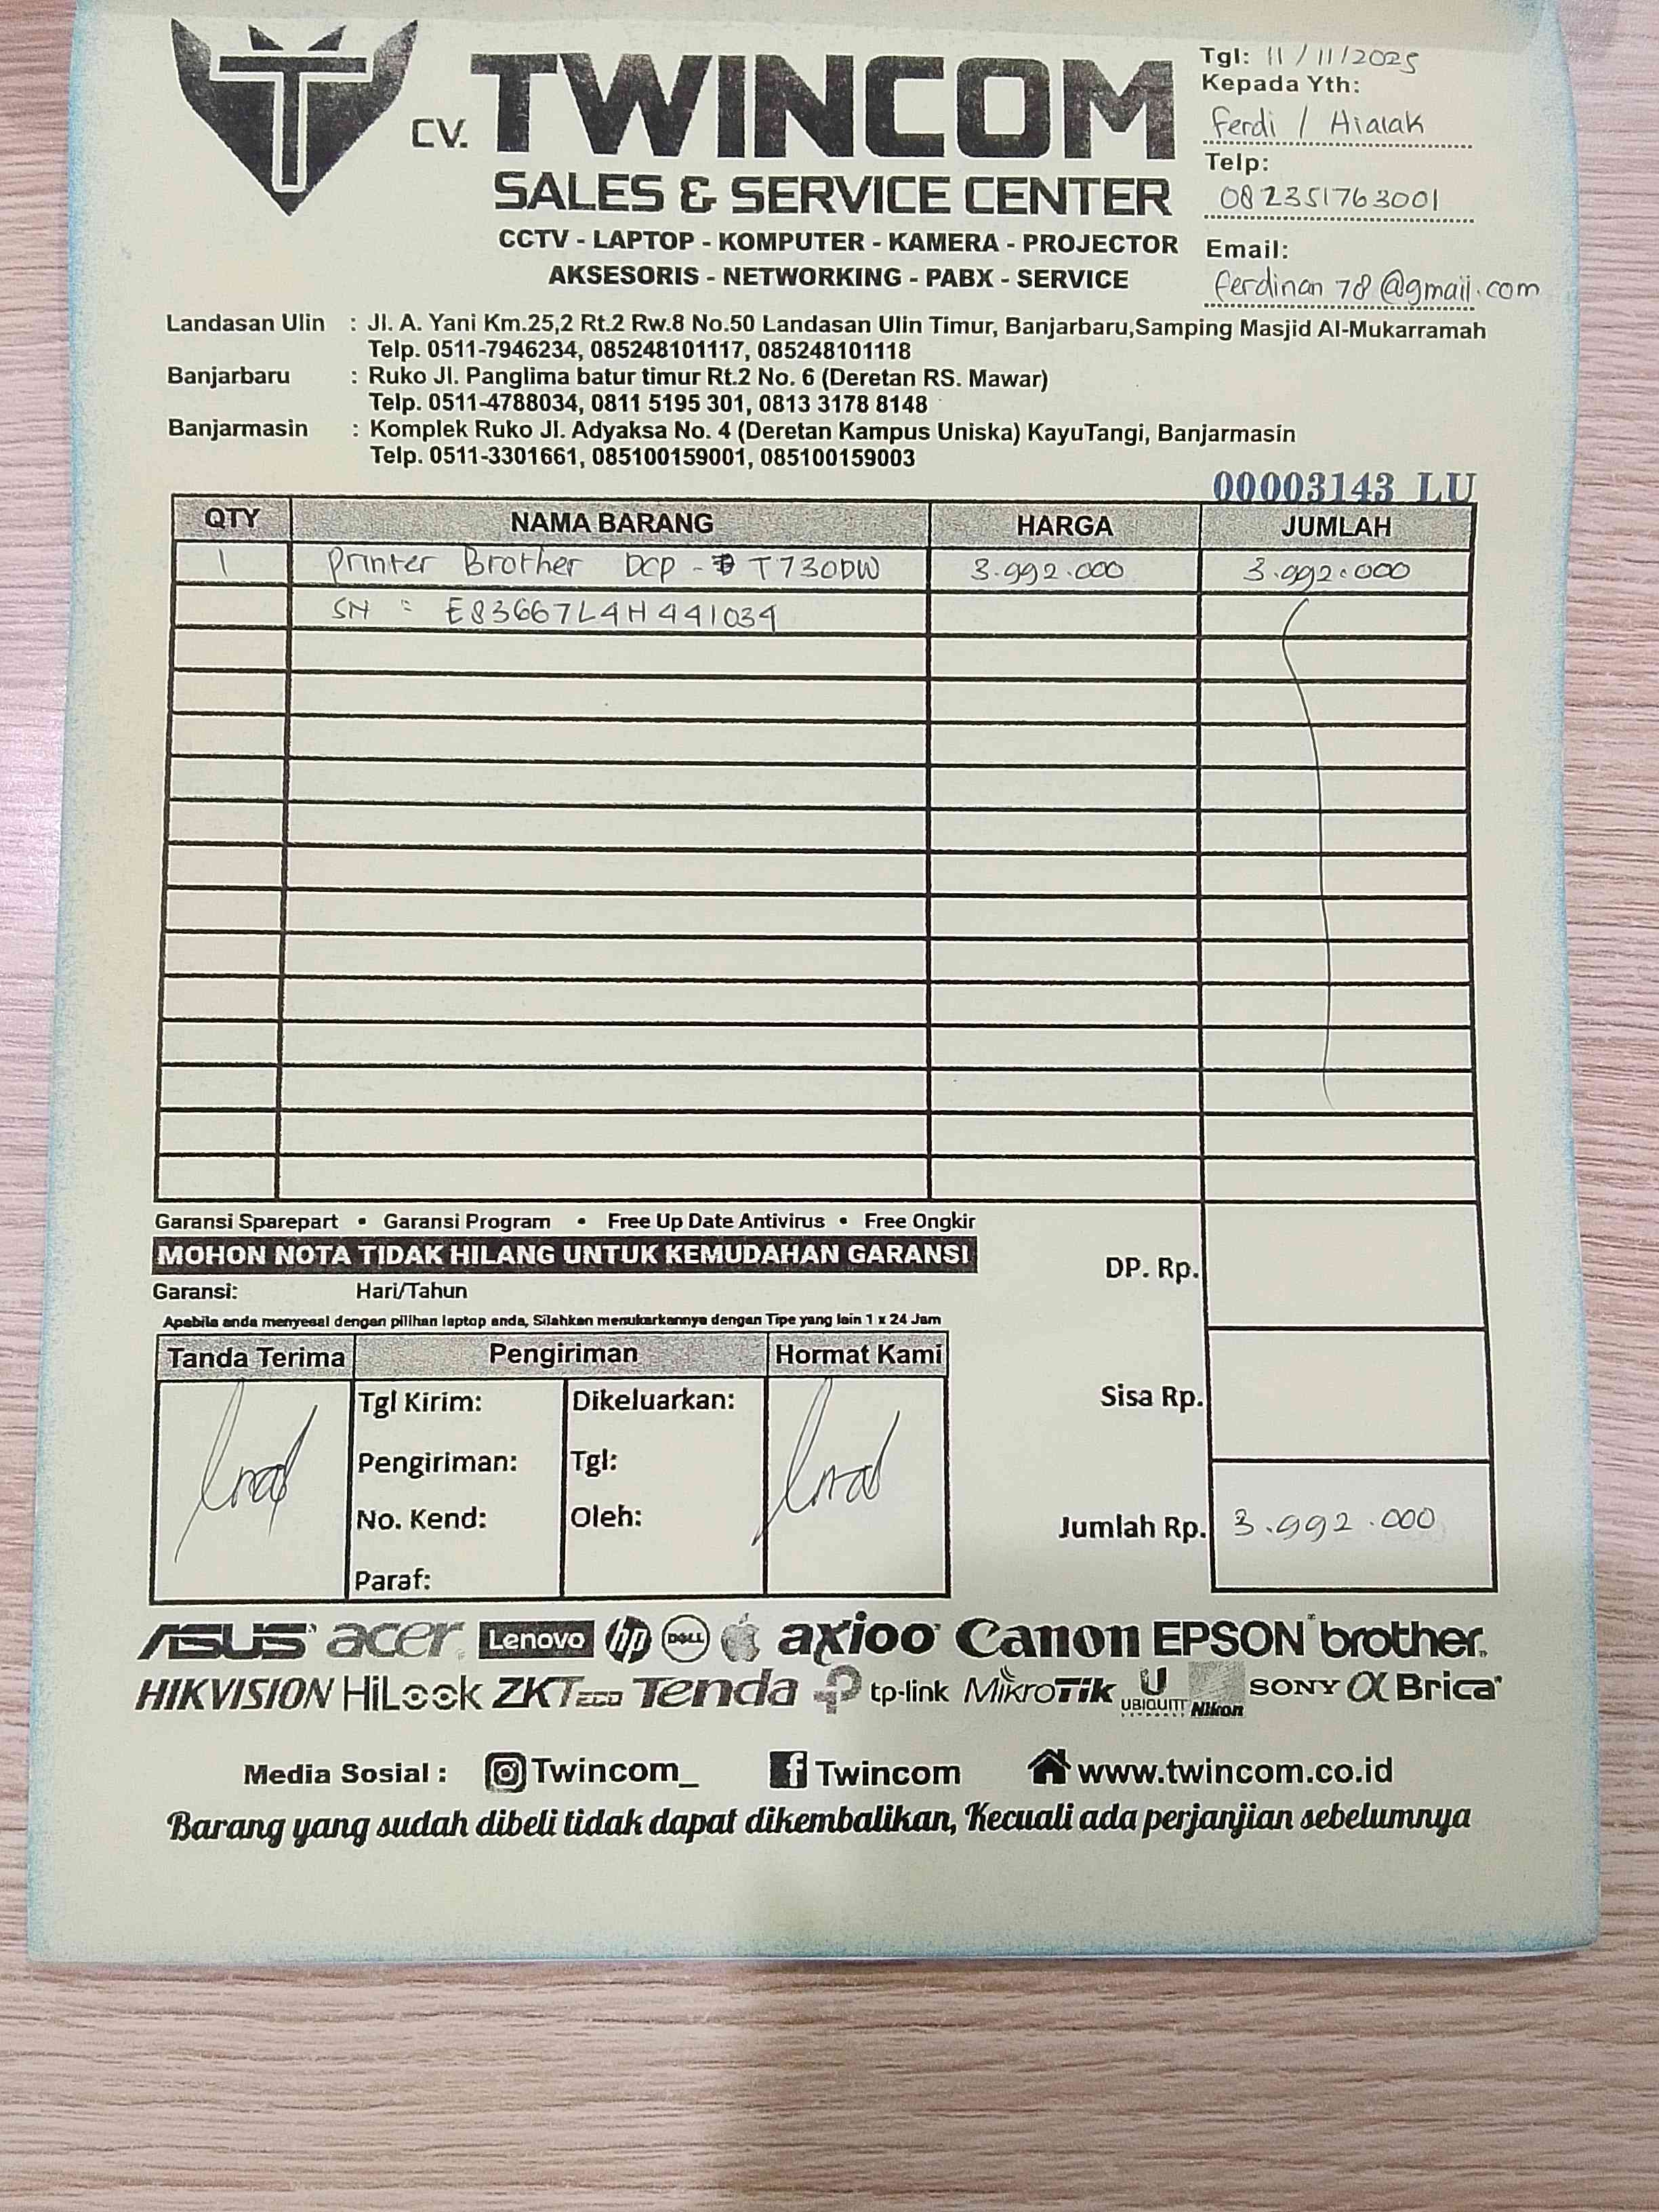 CV. TWINCOM
SALES & SERVICE CENTER
CCTV - LAPTOP - KOMPUTER - KAMERA - PROJECTOR
AKSESORIS - NETWORKING - PABX - SERVICE
Tgl: 11/11/2025
Kepada Yth:
Ferdi / Hialak
Telp:
082351763001
Email:
ferdinan 78@gmail.com
Landasan Ulin : Jl. A. Yani Km.25,2 Rt.2 Rw.8 No.50 Landasan Ulin Timur, Banjarbaru,Samping Masjid Al-Mukarramah
Telp. 0511-7946234, 085248101117, 085248101118
Banjarbaru : Ruko Jl. Panglima batur timur Rt.2 No. 6 (Deretan RS. Mawar)
Telp. 0511-4788034, 0811 5195 301, 0813 3178 8148
Banjarmasin : Komplek Ruko Jl. Adyaksa No. 4 (Deretan Kampus Uniska) KayuTangi, Banjarmasin
Telp. 0511-3301661, 085100159001, 085100159003
00003143 LU
QTY NAMA BARANG HARGA JUMLAH
1 Printer Brother DCP - T730DW 3.992.000 3.992.000
SN : E83667L4H441034
Garansi Sparepart • Garansi Program • Free Up Date Antivirus • Free Ongkir
MOHON NOTA TIDAK HILANG UNTUK KEMUDAHAN GARANSI
Garansi: Hari/Tahun
Apabila anda menyesal dengan pilihan laptop anda, Silahkan menukarkannya dengan Tipe yang lain 1 x 24 Jam
DP. Rp.
Sisa Rp.
Jumlah Rp. 3.992.000
Tanda Terima Pengiriman Hormat Kami
Tgl Kirim: Dikeluarkan:
Pengiriman: Tgl:
No. Kend: Oleh:
Paraf:
ASUS acer Lenovo hp DELL axioo Canon EPSON brother
HIKVISION HiLook ZKTeco Tenda tp-link MikroTik UBIQUITI Nikon SONY α Brica
Media Sosial : Twincom_ Twincom www.twincom.co.id
Barang yang sudah dibeli tidak dapat dikembalikan, Kecuali ada perjanjian sebelumnya